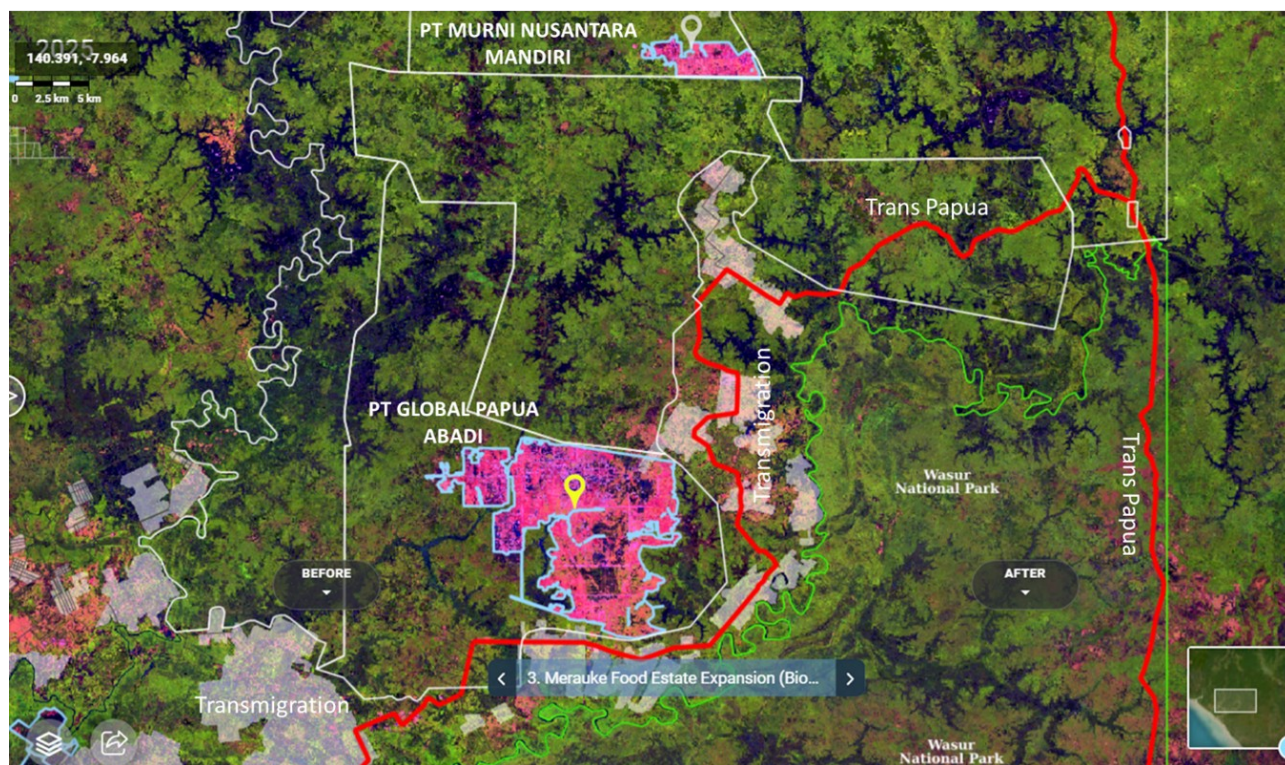 PT MURNI NUSANTARA
MANDIRI
2025
140.391, -7.964
0 2.5 km 5 km
Trans Papua
Transmigration
PT GLOBAL PAPUA
ABADI
Trans Papua
Wasur
National Park
BEFORE
AFTER
3. Merauke Food Estate Expansion (Bio...
Transmigration
Wasur
National Park